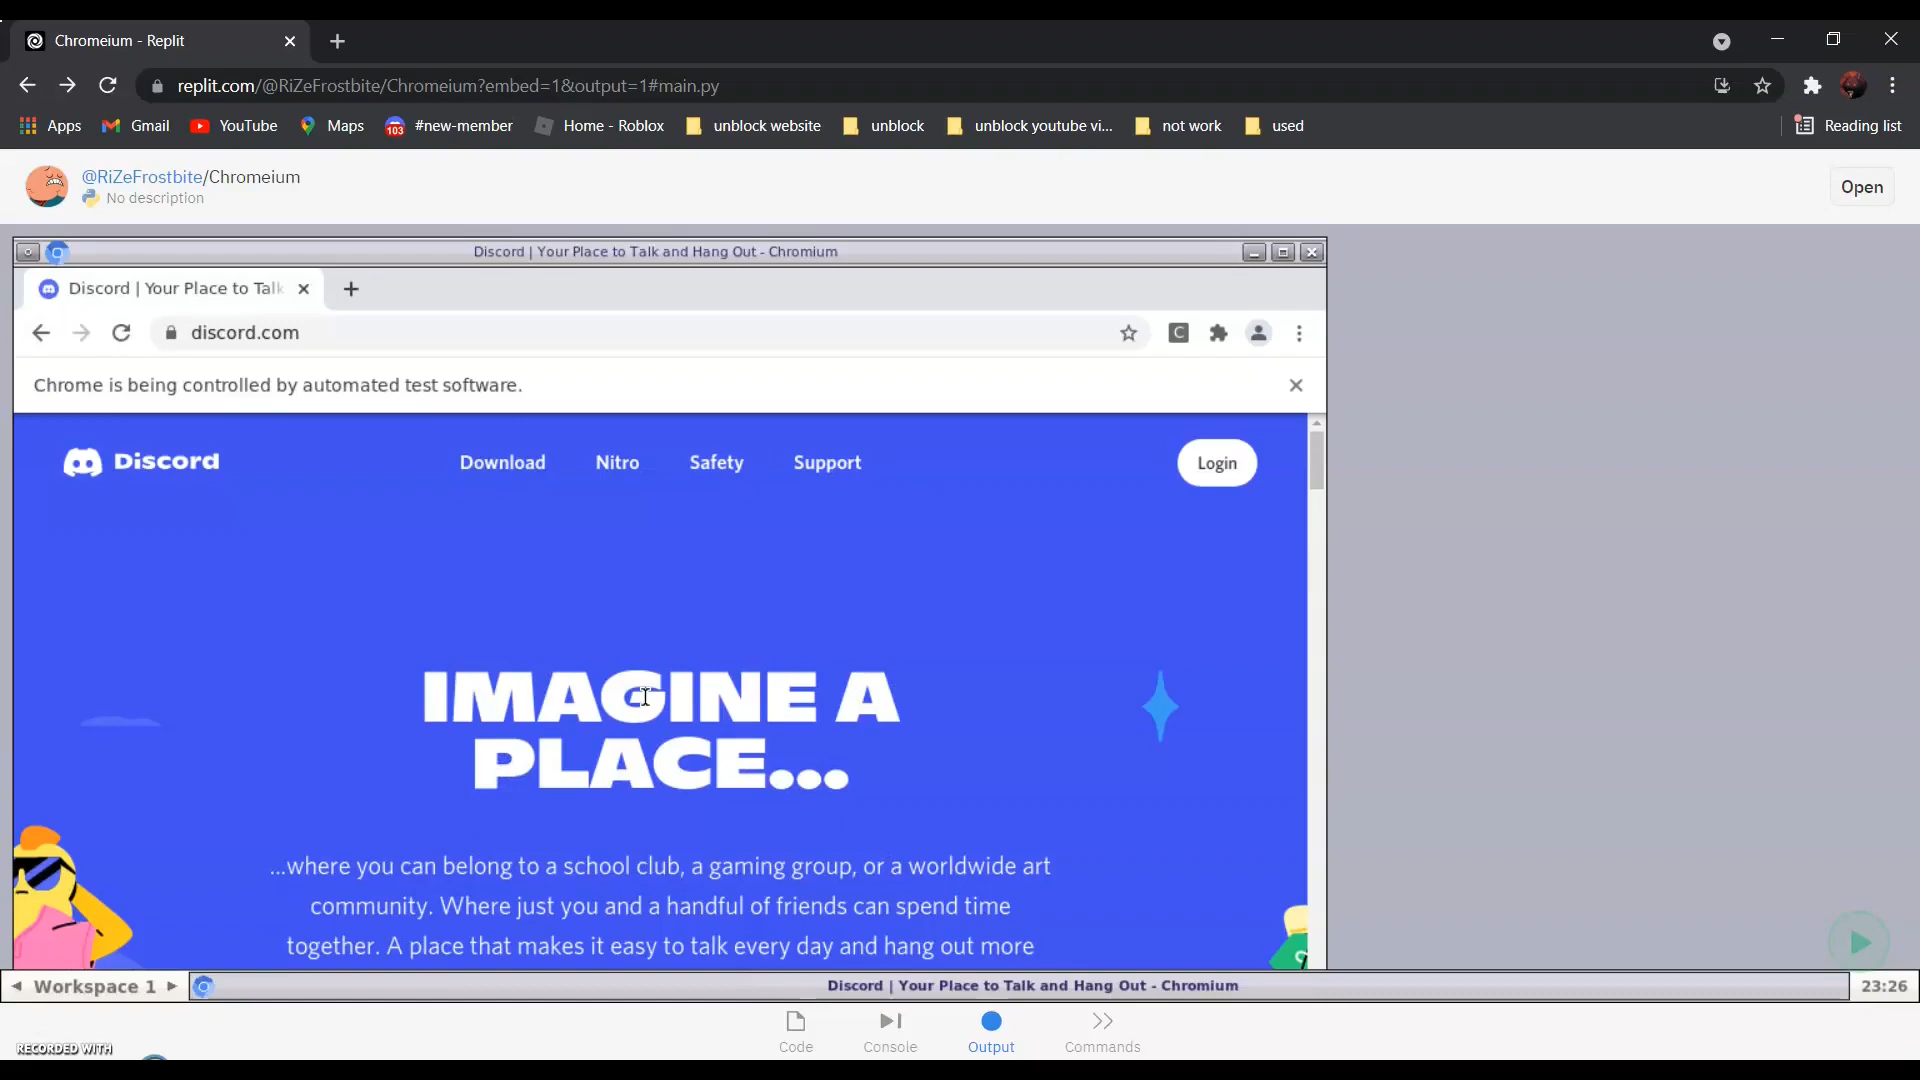 Chromeium - Replit
replit.com/@RiZeFrostbite/Chromeium?embed=1&output=1#main.py
Apps Gmail YouTube Maps 103 #new-member Home - Roblox unblock website unblock unblock youtube vi... not work used Reading list
@RiZeFrostbite/Chromeium
No description
Open
Discord | Your Place to Talk and Hang Out - Chromium
Discord | Your Place to Talk
discord.com
C
Chrome is being controlled by automated test software.
Discord Download Nitro Safety Support Login
IMAGINE A
PLACE...
...where you can belong to a school club, a gaming group, or a worldwide art
community. Where just you and a handful of friends can spend time
together. A place that makes it easy to talk every day and hang out more
Workspace 1 Discord | Your Place to Talk and Hang Out - Chromium 23:26
Code Console Output Commands
RECORDED WITH